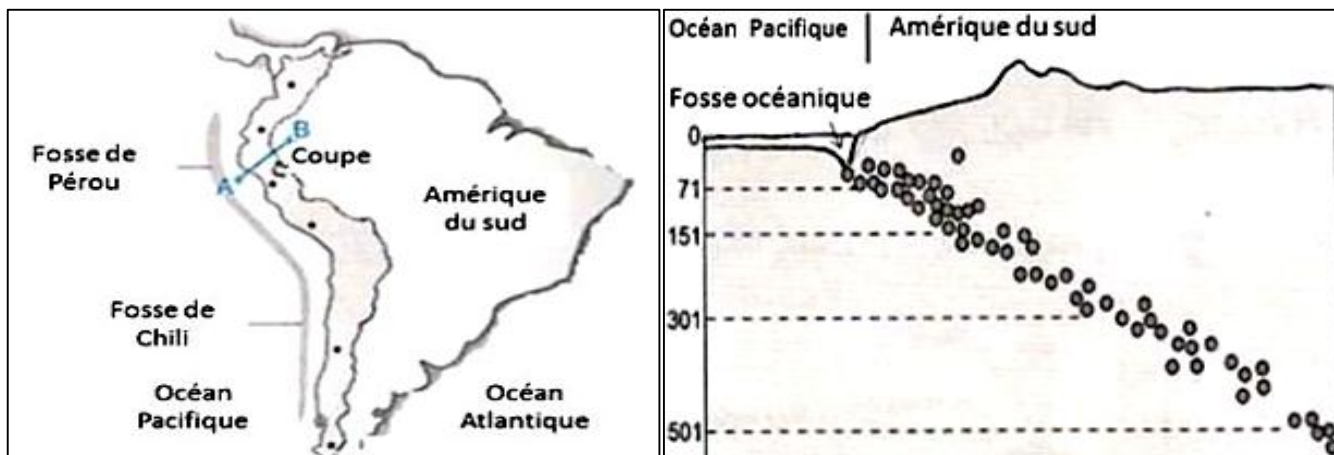 Fosse de
Pérou
A
B
Coupe
Amérique
du sud
Fosse de
Chili
Océan
Pacifique
Océan
Atlantique
Océan Pacifique
Amérique du sud
Fosse océanique
0
71
151
301
501